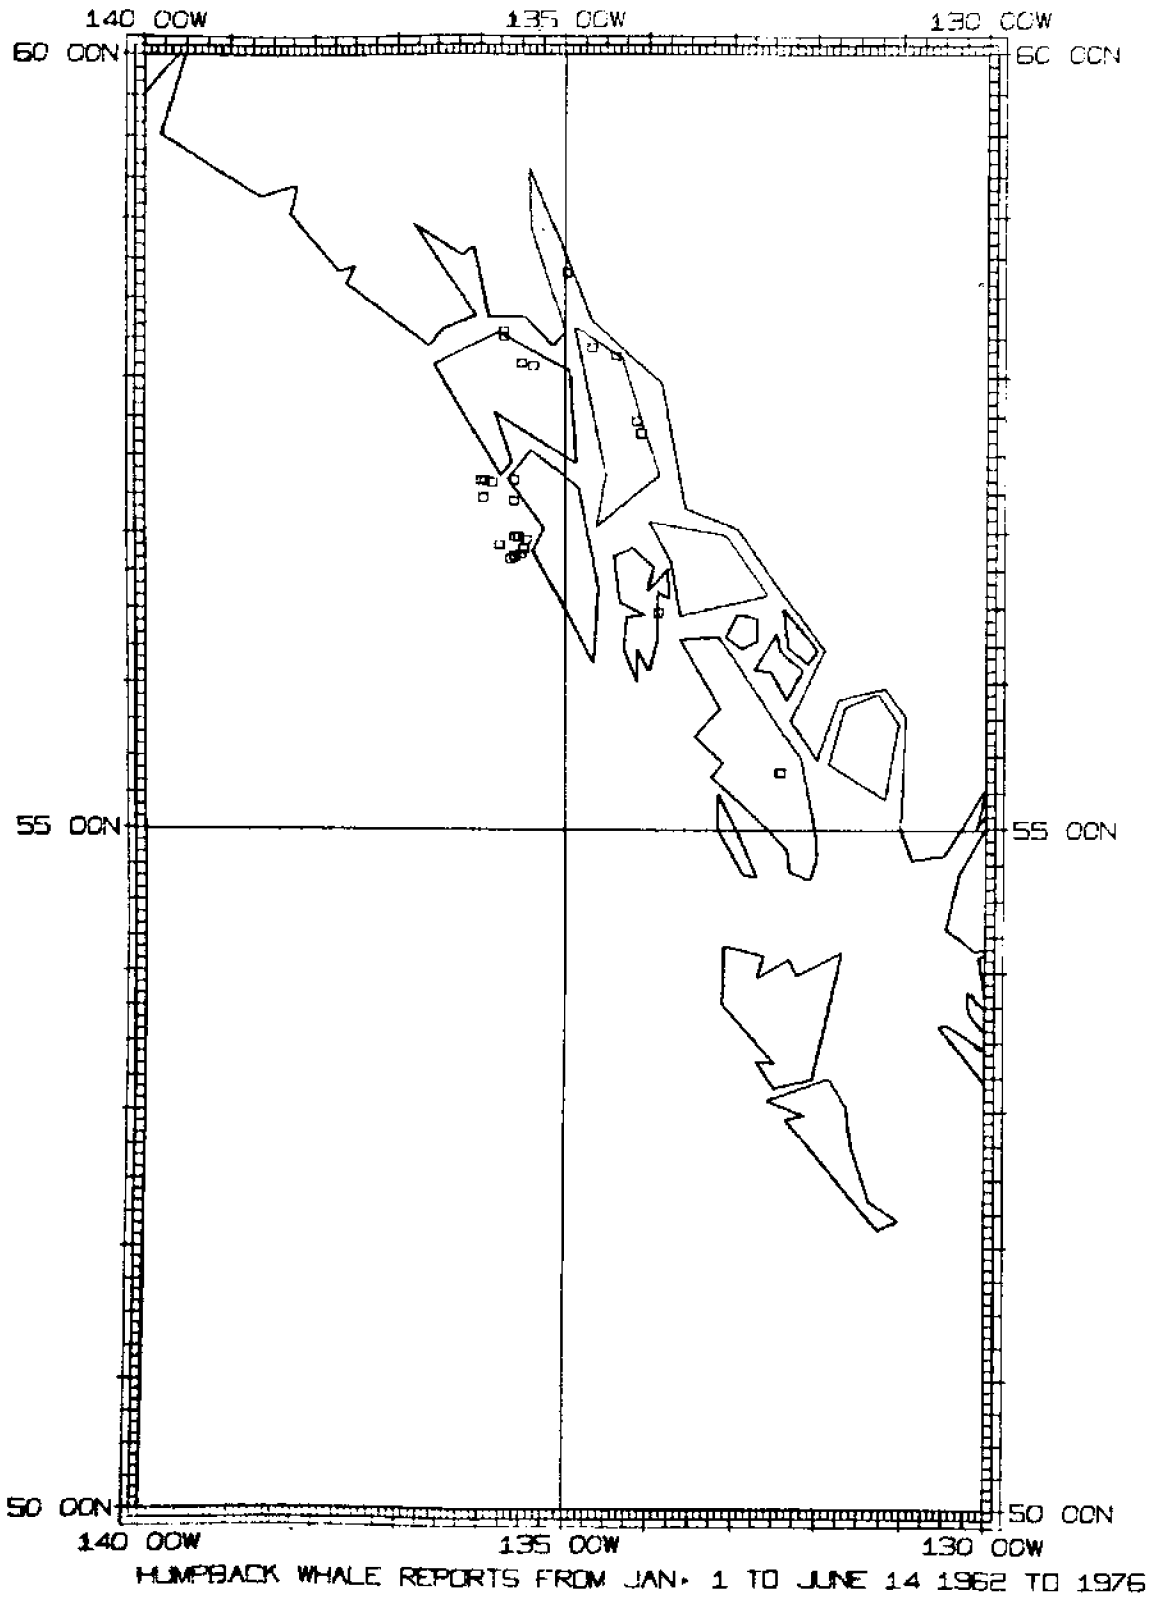 140 00W 135 00W 130 00W
60 00N 60 00N
55 00N 55 00N
50 00N 50 00N
140 00W 135 00W 130 00W
HUMPBACK WHALE REPORTS FROM JAN. 1 TO JUNE 14 1962 TO 1976